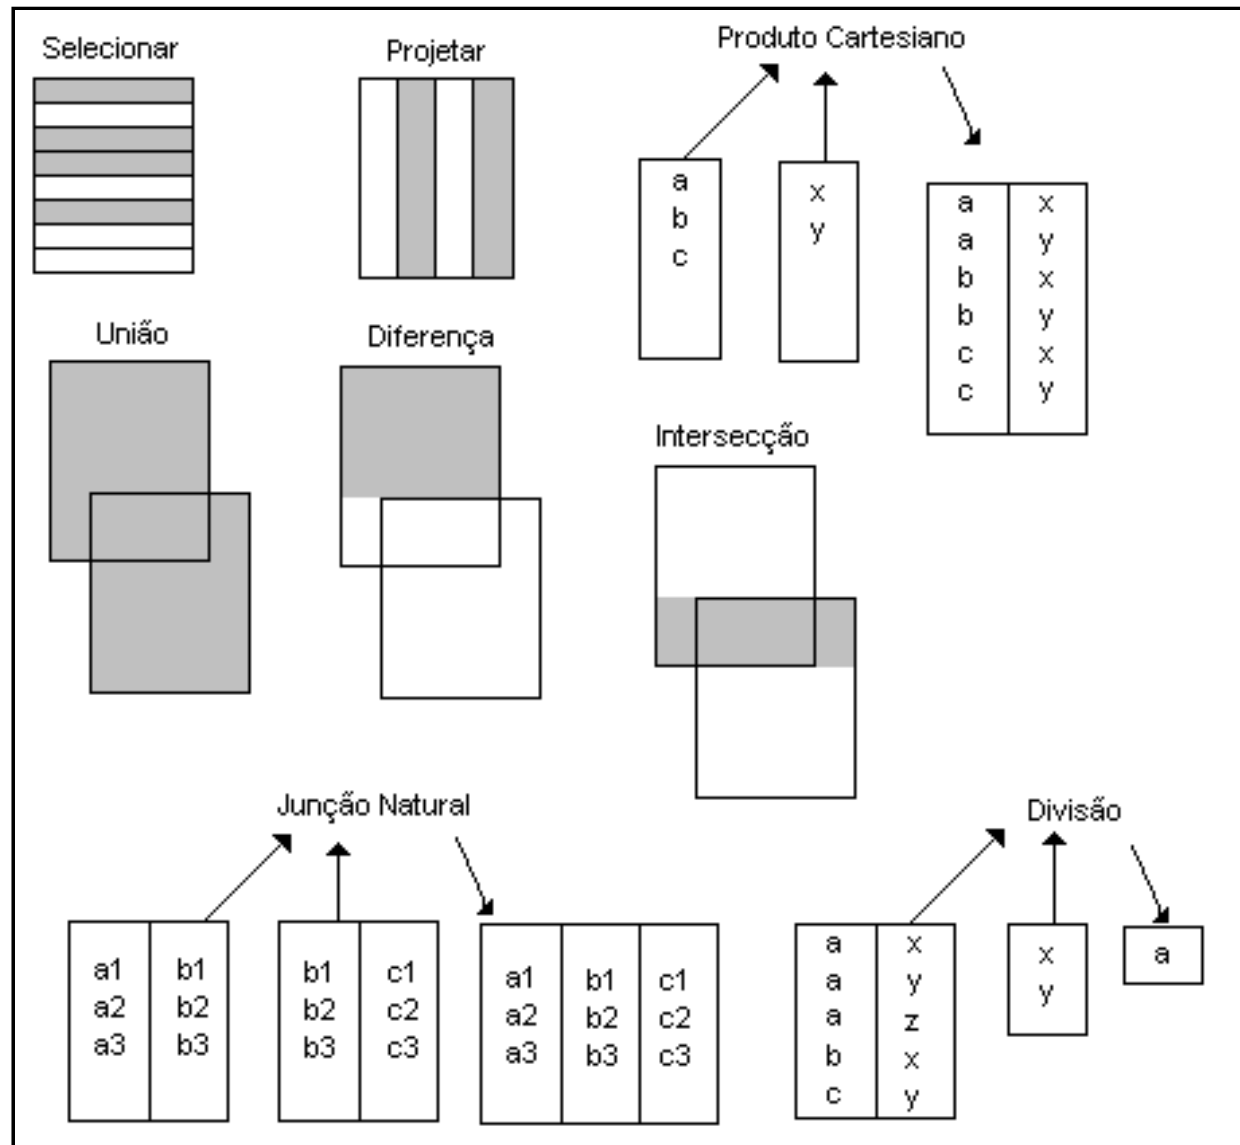 Selecionar
Projetar
Produto Cartesiano
a
b
c
x
y
a x
a y
b x
b y
c x
c y
União
Diferença
Intersecção
Junção Natural
a1 b1
a2 b2
a3 b3
b1 c1
b2 c2
b3 c3
a1 b1 c1
a2 b2 c2
a3 b3 c3
Divisão
a x
a y
a z
b x
c y
x
y
a